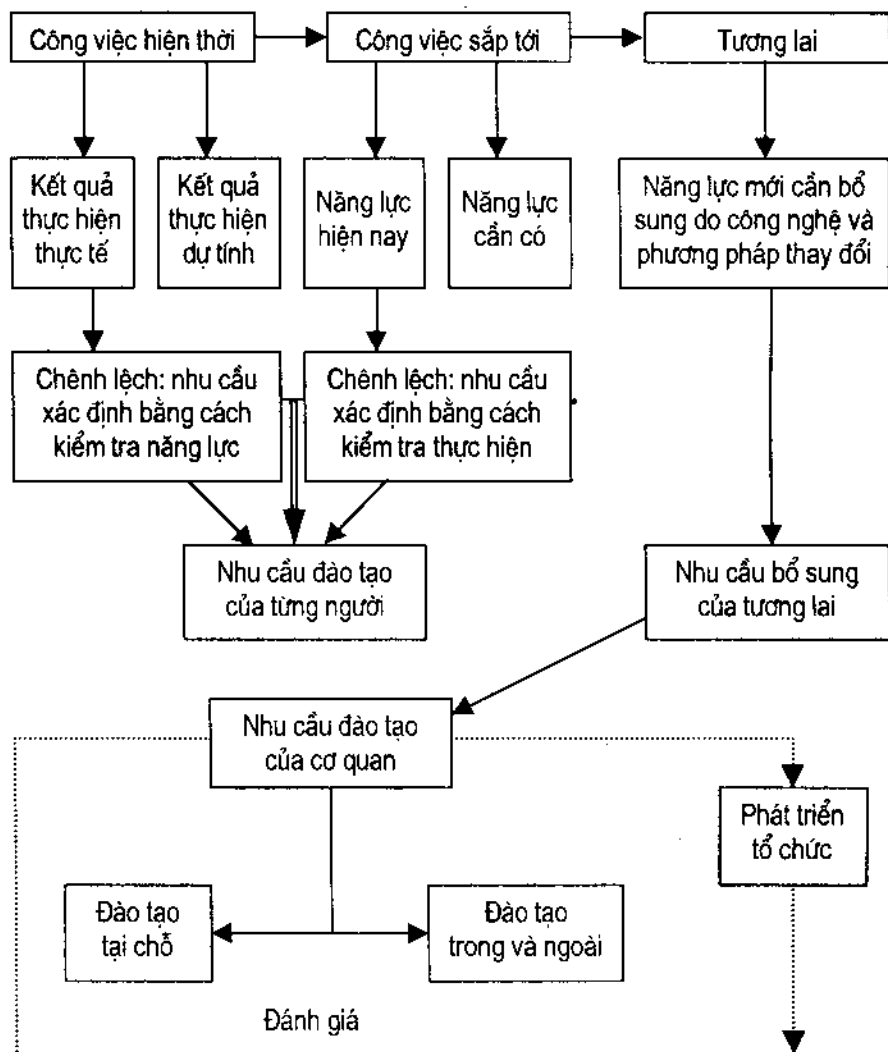 Công việc hiện thời
Công việc sắp tới
Tương lai
Kết quả
thực hiện
thực tế
Kết quả
thực hiện
dự tính
Năng lực
hiện nay
Năng lực
cần có
Năng lực mới cần bổ
sung do công nghệ và
phương pháp thay đổi
Chênh lệch: nhu cầu
xác định bằng cách
kiểm tra năng lực
Chênh lệch: nhu cầu
xác định bằng cách
kiểm tra thực hiện
Nhu cầu đào tạo
của từng người
Nhu cầu bổ sung
của tương lai
Nhu cầu đào tạo
của cơ quan
Phát triển
tổ chức
Đào tạo
tại chỗ
Đào tạo
trong và ngoài
Đánh giá